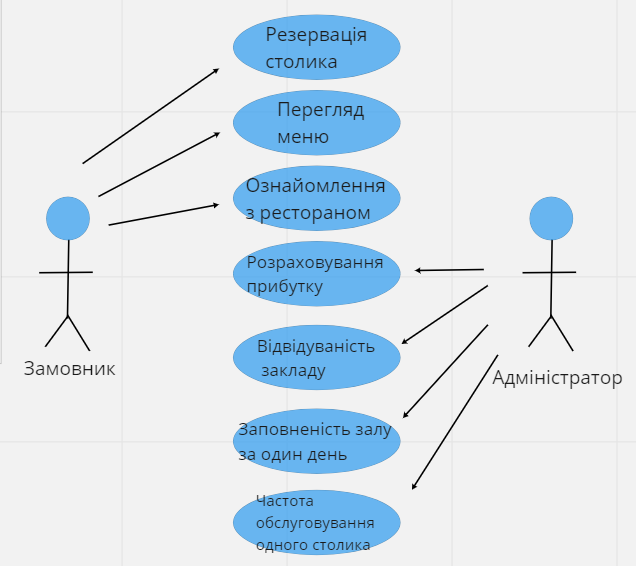 Резервація
столика
Перегляд
меню
Ознайомлення
з рестораном
Розраховування
прибутку
Відвідуваність
закладу
Замовник
Адміністратор
Заповненість залу
за один день
Частота
обслуговування
одного столика